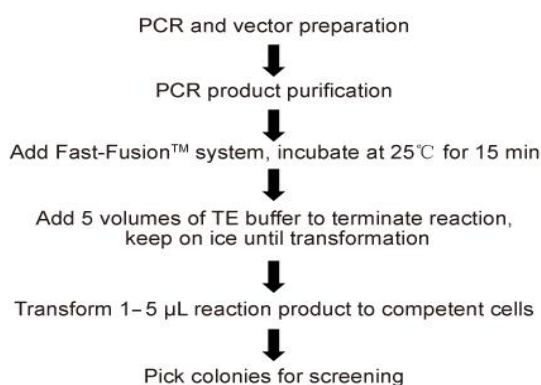 PCR and vector preparation
PCR product purification
Add Fast-Fusion™ system, incubate at 25℃ for 15 min
Add 5 volumes of TE buffer to terminate reaction,
keep on ice until transformation
Transform 1–5 μL reaction product to competent cells
Pick colonies for screening